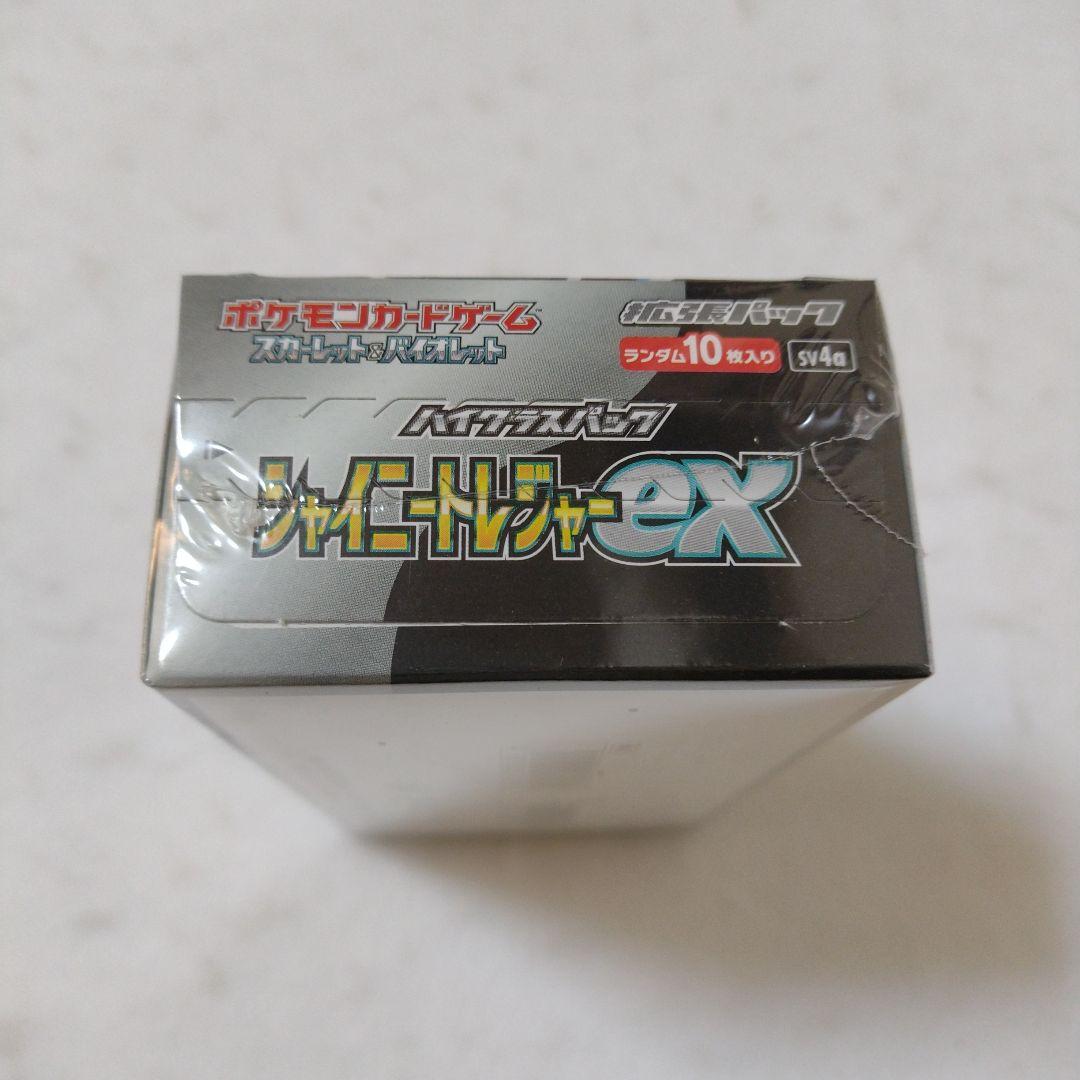 ポケモンカードゲーム™
スカーレット&バイオレット
拡張パック
ランダム10枚入り
SV4a
ハイクラスパック
シャイニートレジャーex